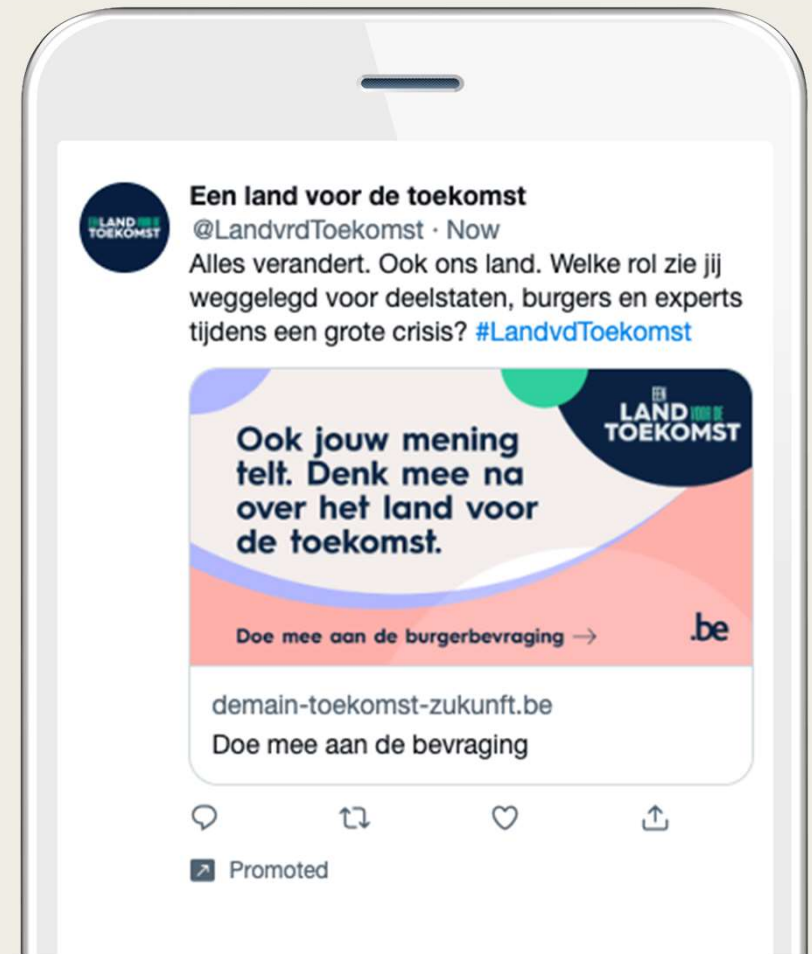 EEN LAND VOOR DE
TOEKOMST
Een land voor de toekomst
@LandvrdToekomst · Now
Alles verandert. Ook ons land. Welke rol zie jij
weggelegd voor deelstaten, burgers en experts
tijdens een grote crisis? #LandvdToekomst
Ook jouw mening
telt. Denk mee na
over het land voor
de toekomst.
EEN
LAND VOOR DE
TOEKOMST
Doe mee aan de burgerbevraging →
.be
demain-toekomst-zukunft.be
Doe mee aan de bevraging
Promoted